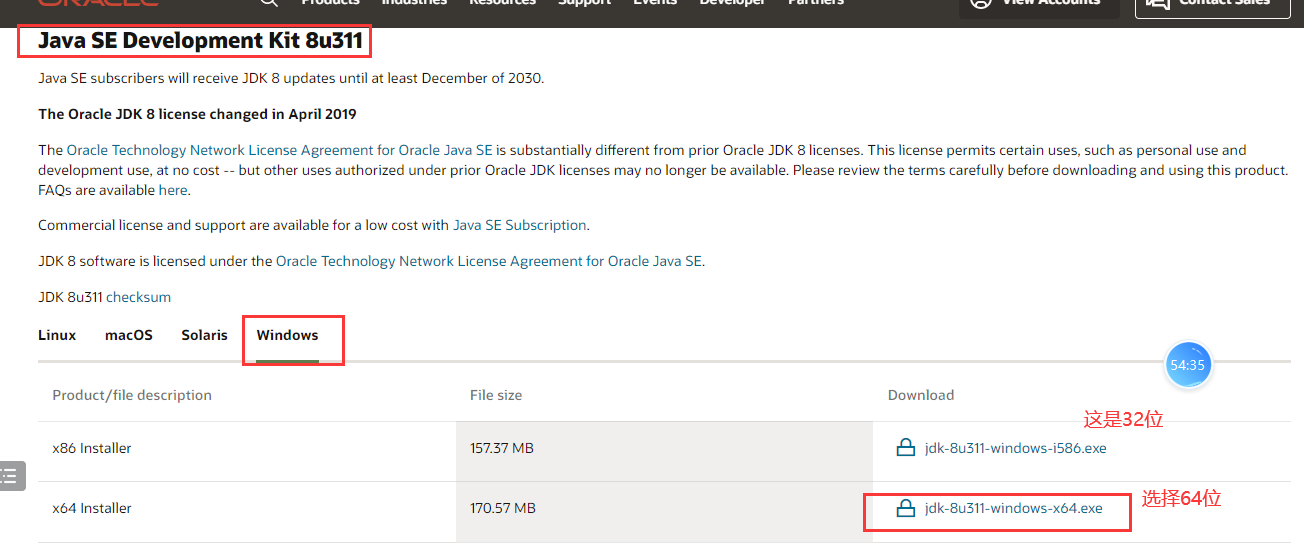 ORACLE
Products Industries Resources Support Events Developer Partners View Accounts Contact Sales
Java SE Development Kit 8u311
Java SE subscribers will receive JDK 8 updates until at least December of 2030.
The Oracle JDK 8 license changed in April 2019
The Oracle Technology Network License Agreement for Oracle Java SE is substantially different from prior Oracle JDK 8 licenses. This license permits certain uses, such as personal use and
development use, at no cost -- but other uses authorized under prior Oracle JDK licenses may no longer be available. Please review the terms carefully before downloading and using this product.
FAQs are available here.
Commercial license and support are available for a low cost with Java SE Subscription.
JDK 8 software is licensed under the Oracle Technology Network License Agreement for Oracle Java SE.
JDK 8u311 checksum
Linux macOS Solaris Windows
54:35
Product/file description File size Download
这是32位
x86 Installer 157.37 MB jdk-8u311-windows-i586.exe
x64 Installer 170.57 MB jdk-8u311-windows-x64.exe 选择64位